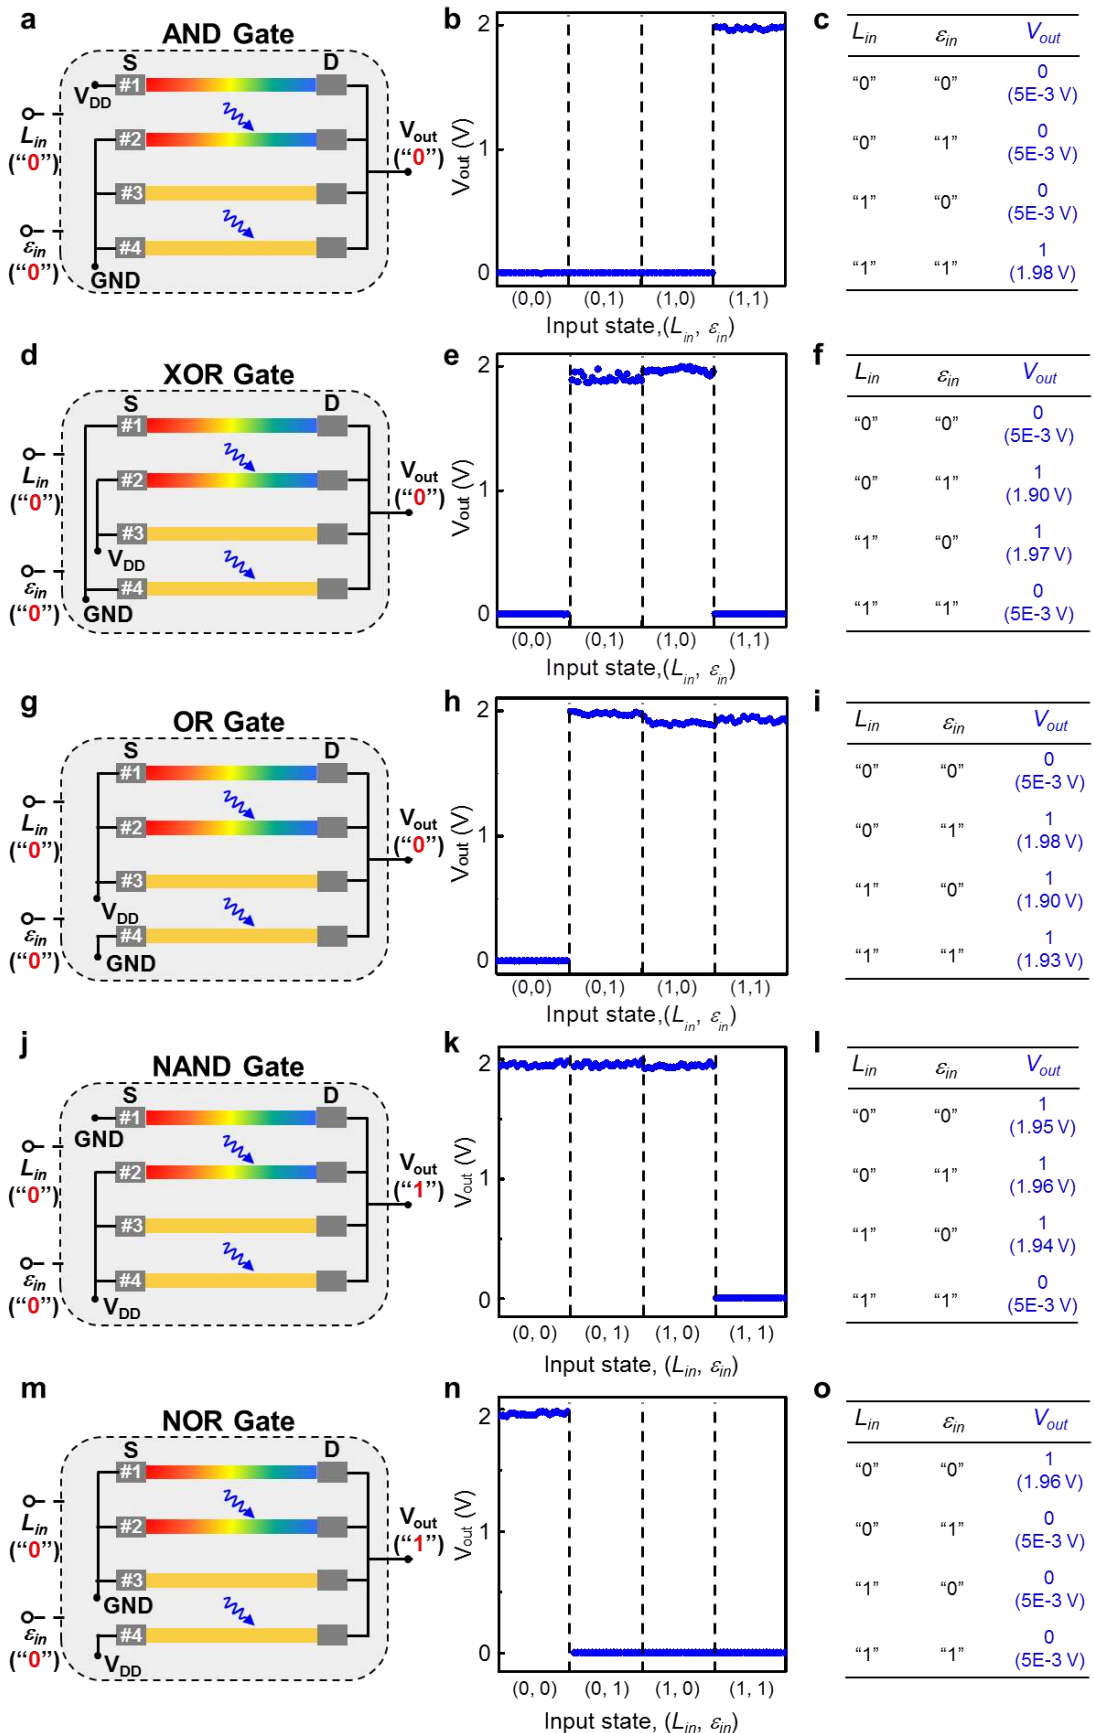 a
AND Gate
S D
#1
V_DD
L_in
("0")
#2
V_out
("0")
#3
ε_in
("0")
#4
GND
b
2
1
0
V_out (V)
(0,0) (0,1) (1,0) (1,1)
Input state,(L_in, ε_in)
c
L_in ε_in V_out
"0" "0" 0
(5E-3 V)
"0" "1" 0
(5E-3 V)
"1" "0" 0
(5E-3 V)
"1" "1" 1
(1.98 V)
d
XOR Gate
S D
#1
L_in
("0")
#2
V_out
("0")
#3
V_DD
ε_in
("0")
#4
GND
e
2
1
0
V_out (V)
(0,0) (0,1) (1,0) (1,1)
Input state,(L_in, ε_in)
f
L_in ε_in V_out
"0" "0" 0
(5E-3 V)
"0" "1" 1
(1.90 V)
"1" "0" 1
(1.97 V)
"1" "1" 0
(5E-3 V)
g
OR Gate
S D
#1
L_in
("0")
#2
V_out
("0")
#3
V_DD
ε_in
("0")
#4
GND
h
2
1
0
V_out (V)
(0,0) (0,1) (1,0) (1,1)
Input state,(L_in, ε_in)
i
L_in ε_in V_out
"0" "0" 0
(5E-3 V)
"0" "1" 1
(1.98 V)
"1" "0" 1
(1.90 V)
"1" "1" 1
(1.93 V)
j
NAND Gate
S D
#1
GND
L_in
("0")
#2
V_out
("1")
#3
ε_in
("0")
#4
V_DD
k
2
1
0
V_out (V)
(0, 0) (0, 1) (1, 0) (1, 1)
Input state, (L_in, ε_in)
l
L_in ε_in V_out
"0" "0" 1
(1.95 V)
"0" "1" 1
(1.96 V)
"1" "0" 1
(1.94 V)
"1" "1" 0
(5E-3 V)
m
NOR Gate
S D
#1
L_in
("0")
#2
V_out
("1")
#3
GND
ε_in
("0")
#4
V_DD
n
2
1
0
V_out (V)
(0, 0) (0, 1) (1, 0) (1, 1)
Input state, (L_in, ε_in)
o
L_in ε_in V_out
"0" "0" 1
(1.96 V)
"0" "1" 0
(5E-3 V)
"1" "0" 0
(5E-3 V)
"1" "1" 0
(5E-3 V)